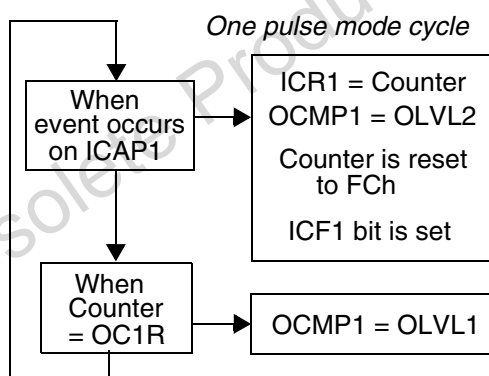 One pulse mode cycle
When
event occurs
on ICAP1
ICR1 = Counter
OCMP1 = OLVL2
Counter is reset
to FCh
ICF1 bit is set
When
Counter
= OC1R
OCMP1 = OLVL1